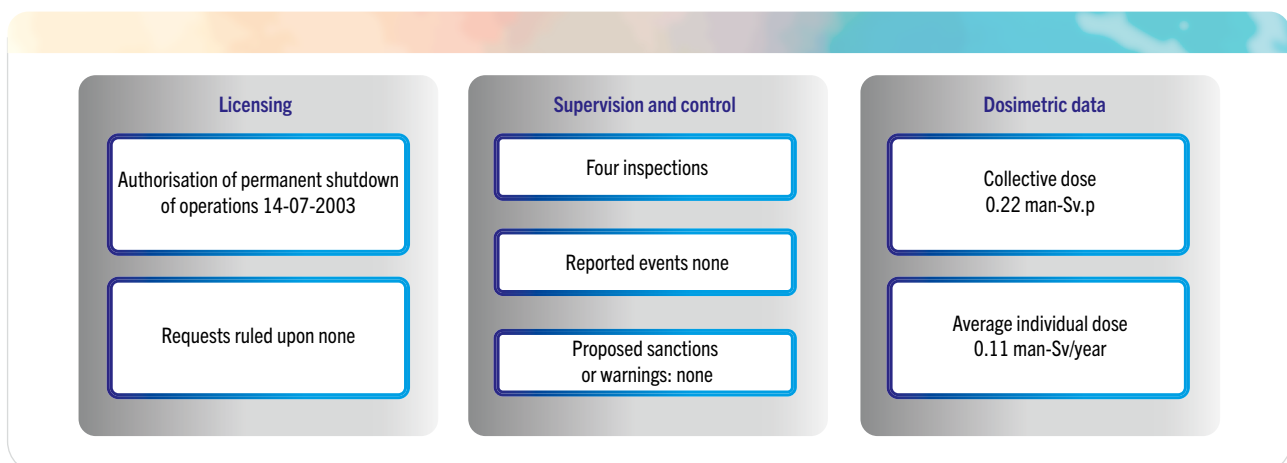 Licensing
Authorisation of permanent shutdown
of operations 14-07-2003
Requests ruled upon none
Supervision and control
Four inspections
Reported events none
Proposed sanctions
or warnings: none
Dosimetric data
Collective dose
0.22 man-Sv.p
Average individual dose
0.11 man-Sv/year